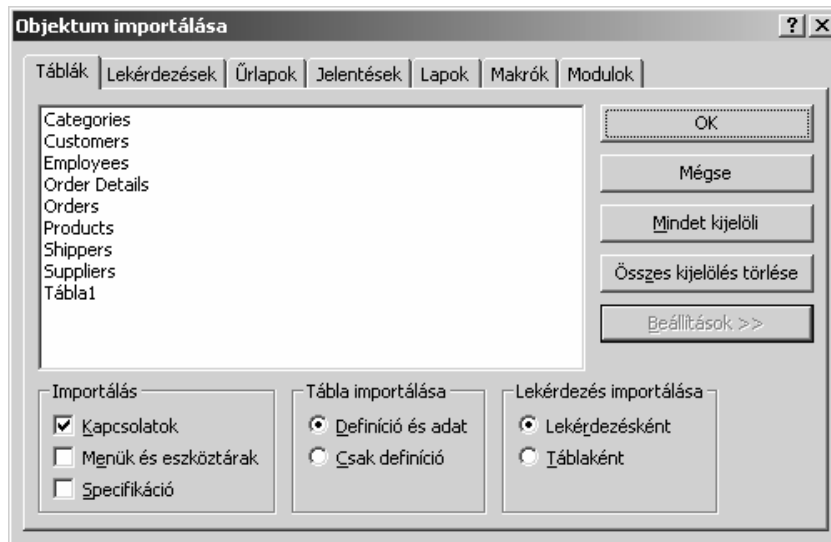 Objektum importálása
Táblák Lekérdezések Űrlapok Jelentések Lapok Makrók Modulok
Categories
Customers
Employees
Order Details
Orders
Products
Shippers
Suppliers
Tábla1
OK
Mégse
Mindet kijelöli
Összes kijelölés törlése
Beállítások >>
Importálás
Kapcsolatok
Menük és eszköztárak
Specifikáció
Tábla importálása
Definíció és adat
Csak definíció
Lekérdezés importálása
Lekérdezésként
Táblaként